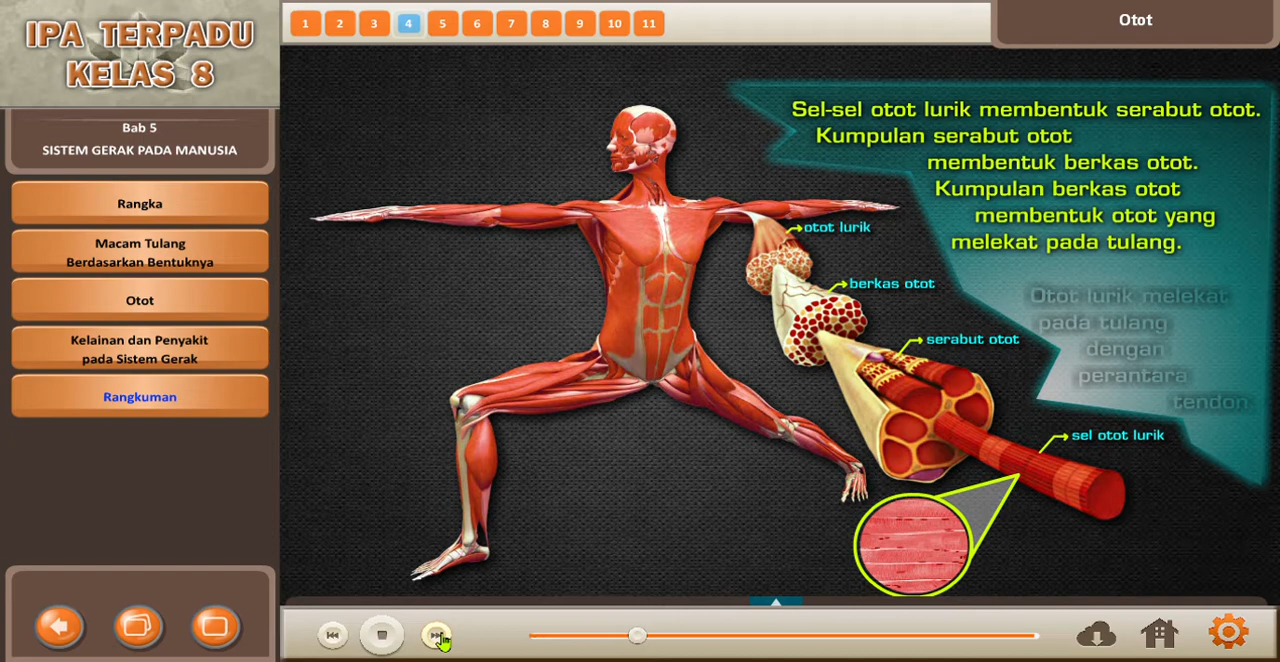 IPA TERPADU
KELAS 8
Bab 5
SISTEM GERAK PADA MANUSIA
Rangka
Macam Tulang
Berdasarkan Bentuknya
Otot
Kelainan dan Penyakit
pada Sistem Gerak
Rangkuman
1 2 3 4 5 6 7 8 9 10 11
Otot
Sel-sel otot lurik membentuk serabut otot.
Kumpulan serabut otot
membentuk berkas otot.
Kumpulan berkas otot
membentuk otot yang
melekat pada tulang.
Otot lurik melekat
pada tulang
dengan
perantara
tendon
otot lurik
berkas otot
serabut otot
sel otot lurik